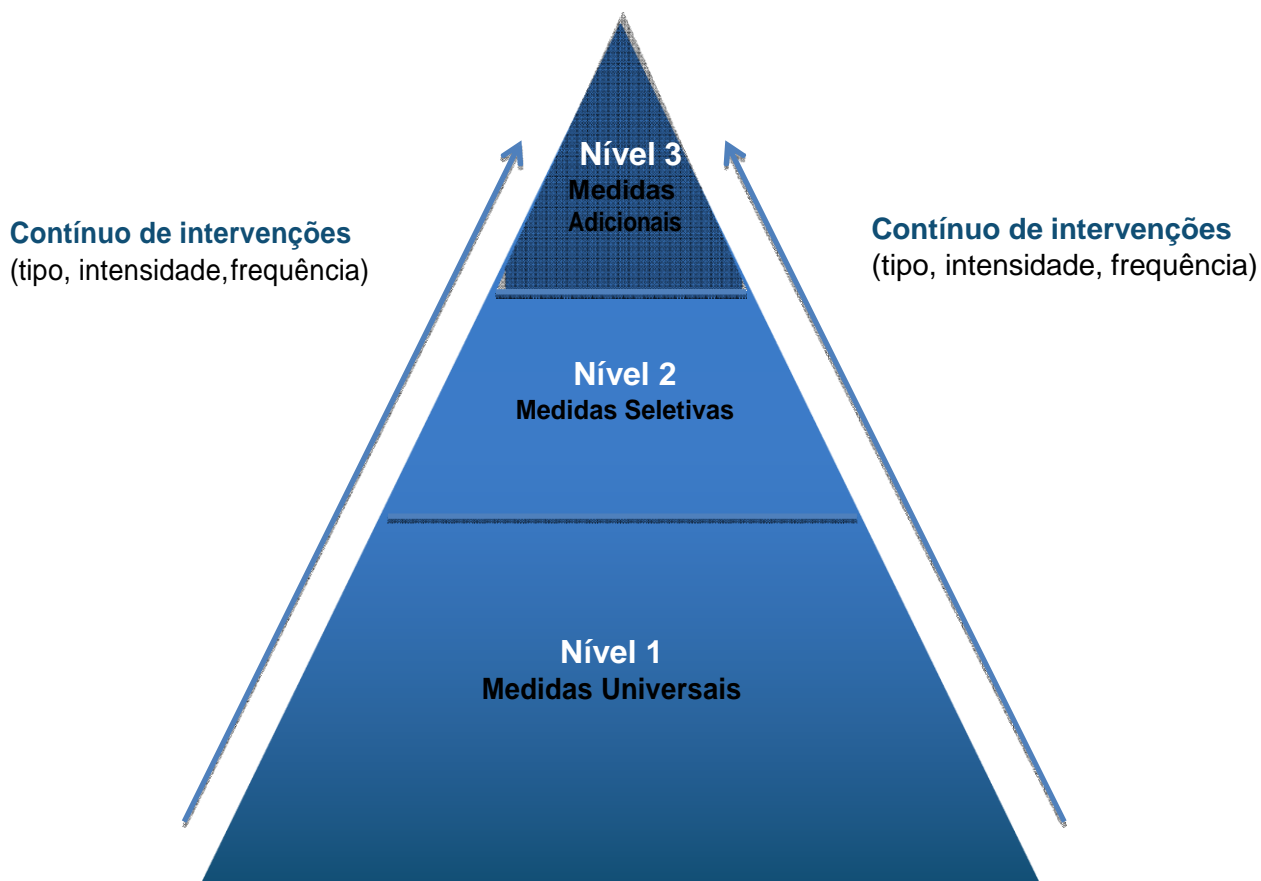 Nível 3
Medidas
Adicionais
Contínuo de intervenções
(tipo, intensidade,frequência)
Contínuo de intervenções
(tipo, intensidade, frequência)
Nível 2
Medidas Seletivas
Nível 1
Medidas Universais